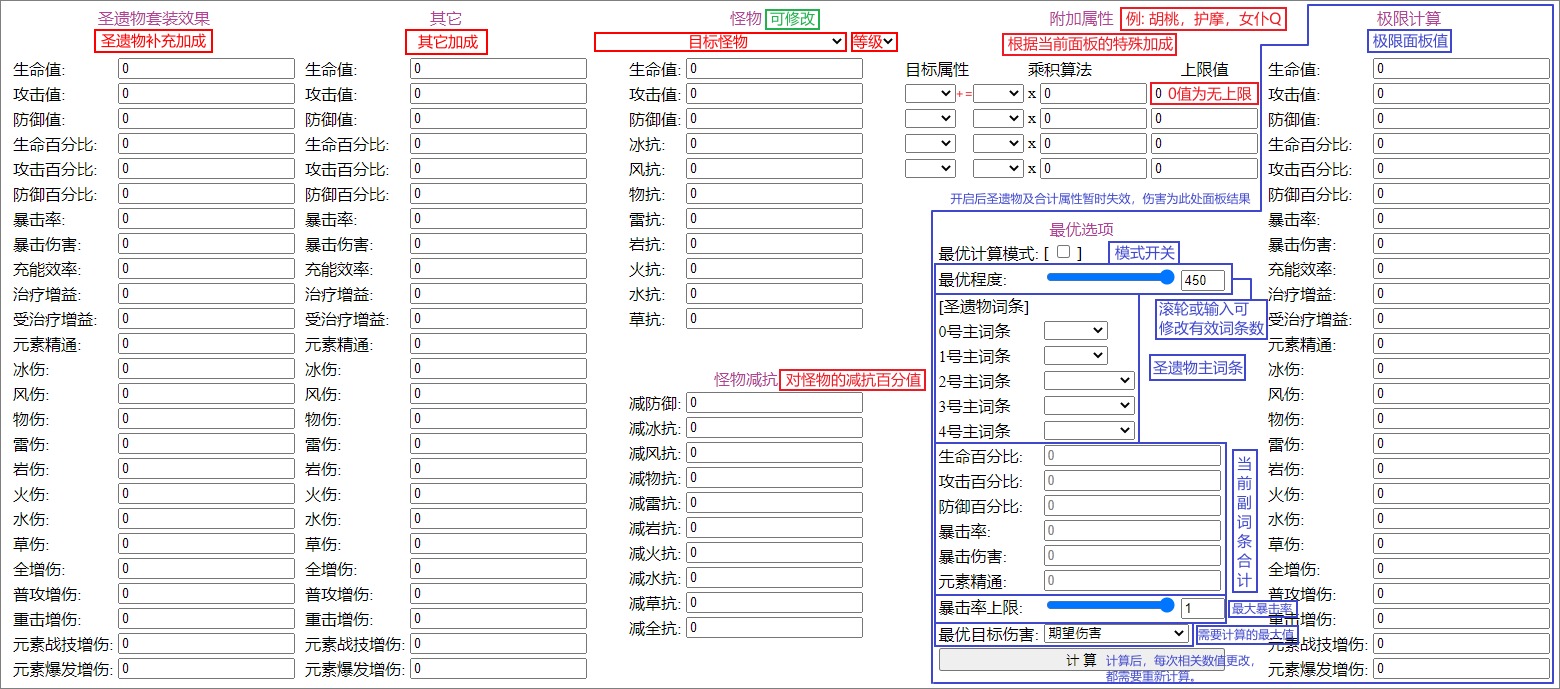 圣遗物套装效果
圣遗物补充加成
生命值: 0
攻击值: 0
防御值: 0
生命百分比: 0
攻击百分比: 0
防御百分比: 0
暴击率: 0
暴击伤害: 0
充能效率: 0
治疗增益: 0
受治疗增益: 0
元素精通: 0
冰伤: 0
风伤: 0
物伤: 0
雷伤: 0
岩伤: 0
火伤: 0
水伤: 0
草伤: 0
全增伤: 0
普攻增伤: 0
重击增伤: 0
元素战技增伤: 0
元素爆发增伤: 0
其它
其它加成
生命值: 0
攻击值: 0
防御值: 0
生命百分比: 0
攻击百分比: 0
防御百分比: 0
暴击率: 0
暴击伤害: 0
充能效率: 0
治疗增益: 0
受治疗增益: 0
元素精通: 0
冰伤: 0
风伤: 0
物伤: 0
雷伤: 0
岩伤: 0
火伤: 0
水伤: 0
草伤: 0
全增伤: 0
普攻增伤: 0
重击增伤: 0
元素战技增伤: 0
元素爆发增伤: 0
怪物 可修改
目标怪物 等级
生命值: 0
攻击值: 0
防御值: 0
冰抗: 0
风抗: 0
物抗: 0
雷抗: 0
岩抗: 0
火抗: 0
水抗: 0
草抗: 0
怪物减抗 对怪物的减抗百分值
减防御: 0
减冰抗: 0
减风抗: 0
减物抗: 0
减雷抗: 0
减岩抗: 0
减火抗: 0
减水抗: 0
减草抗: 0
减全抗: 0
附加属性 例: 胡桃，护摩，女仆Q
根据当前面板的特殊加成
目标属性 乘积算法 上限值
+= x 0 0 0值为无上限
x 0 0
x 0 0
x 0 0
开启后圣遗物及合计属性暂时失效，伤害为此处面板结果
最优选项
最优计算模式: [ ] 模式开关
最优程度: 450
滚轮或输入可
修改有效词条数
[圣遗物词条]
0号主词条
1号主词条
2号主词条
3号主词条
4号主词条
圣遗物主词条
生命百分比: 0
攻击百分比: 0
防御百分比: 0
暴击率: 0
暴击伤害: 0
元素精通: 0
当前副词条合计
暴击率上限: 1 最大暴击率
最优目标伤害: 期望伤害 需要计算的最大值
计 算 计算后，每次相关数值更改，
都需要重新计算。
极限计算
极限面板值
生命值: 0
攻击值: 0
防御值: 0
生命百分比: 0
攻击百分比: 0
防御百分比: 0
暴击率: 0
暴击伤害: 0
充能效率: 0
治疗增益: 0
受治疗增益: 0
元素精通: 0
冰伤: 0
风伤: 0
物伤: 0
雷伤: 0
岩伤: 0
火伤: 0
水伤: 0
草伤: 0
全增伤: 0
普攻增伤: 0
重击增伤: 0
元素战技增伤: 0
元素爆发增伤: 0